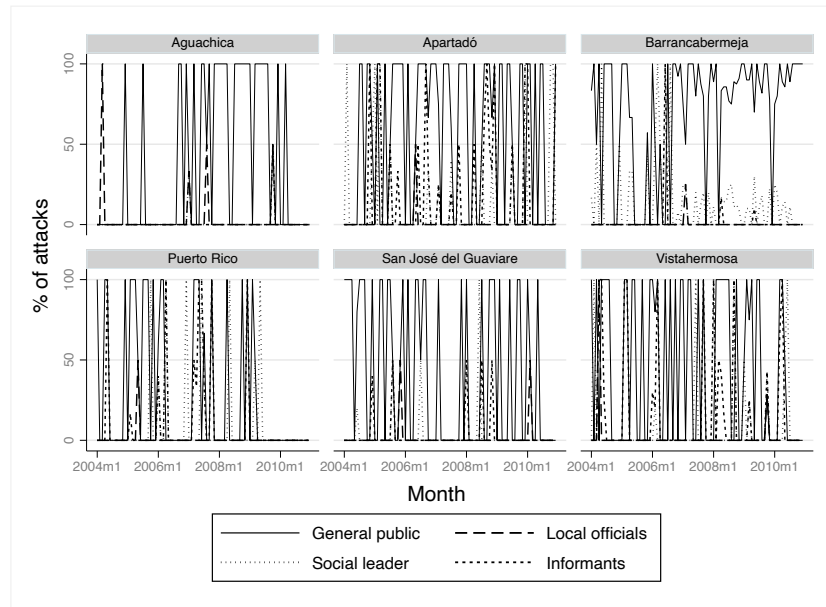 Aguachica Apartadó Barrancabermeja
100
50
0
Puerto Rico San José del Guaviare Vistahermosa
100
50
0
2004m1 2006m1 2008m1 2010m1 2004m1 2006m1 2008m1 2010m1 2004m1 2006m1 2008m1 2010m1
% of attacks
Month
General public Local officials
Social leader Informants